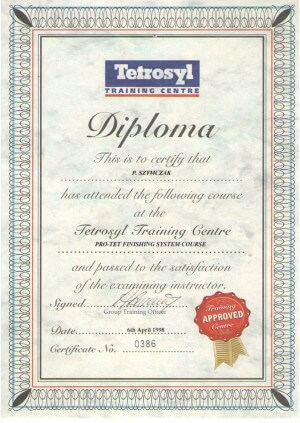 Tetrosyl
TRAINING CENTRE
Diploma
This is to certify that
P. SZYMCZAK
has attended the following course
at the
Tetrosyl Training Centre
PRO-TET FINISHING SYSTEM COURSE
and passed to the satisfaction
of the examining instructor.
Signed
Group Training Officer
Date 6th April 1998
Certificate No. 0386
Training
APPROVED
Centre